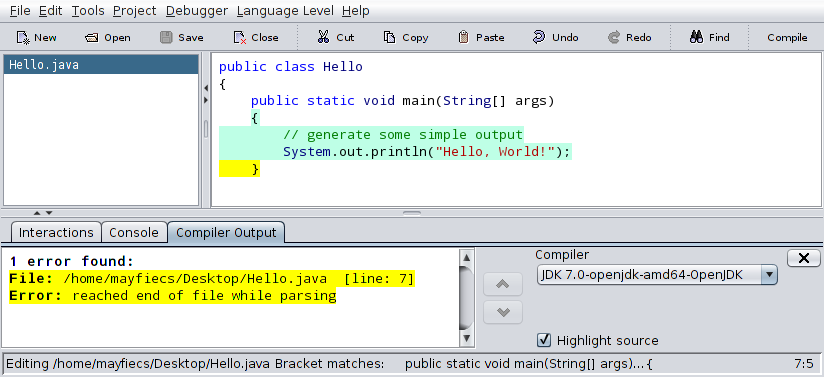 File Edit Tools Project Debugger Language Level Help
New Open Save Close Cut Copy Paste Undo Redo Find Compile
Hello.java
public class Hello
{
public static void main(String[] args)
{
// generate some simple output
System.out.println("Hello, World!");
}
Interactions Console Compiler Output
1 error found:
File: /home/mayfiecs/Desktop/Hello.java [line: 7]
Error: reached end of file while parsing
Compiler
JDK 7.0-openjdk-amd64-OpenJDK
Highlight source
Editing /home/mayfiecs/Desktop/Hello.java Bracket matches: public static void main(String[] args)...{ 7:5